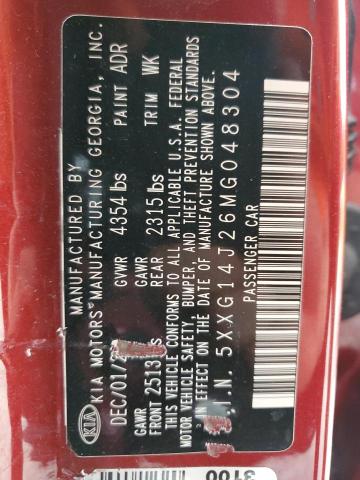 KIA
MANUFACTURED BY
KIA MOTORS MANUFACTURING GEORGIA, INC.
DEC/01/
GVWR 4354 lbs PAINT ADR
GAWR GAWR
FRONT 2513 REAR 2915 lbs TRIM WK
THIS VEHICLE CONFORMS TO ALL APPLICABLE U.S.A. FEDERAL
MOTOR VEHICLE SAFETY, BUMPER, AND THEFT PREVENTION STANDARDS
IN EFFECT ON THE DATE OF MANUFACTURE SHOWN ABOVE.
.I.N. 5XXG14J26MG048304
PASSENGER CAR
3100